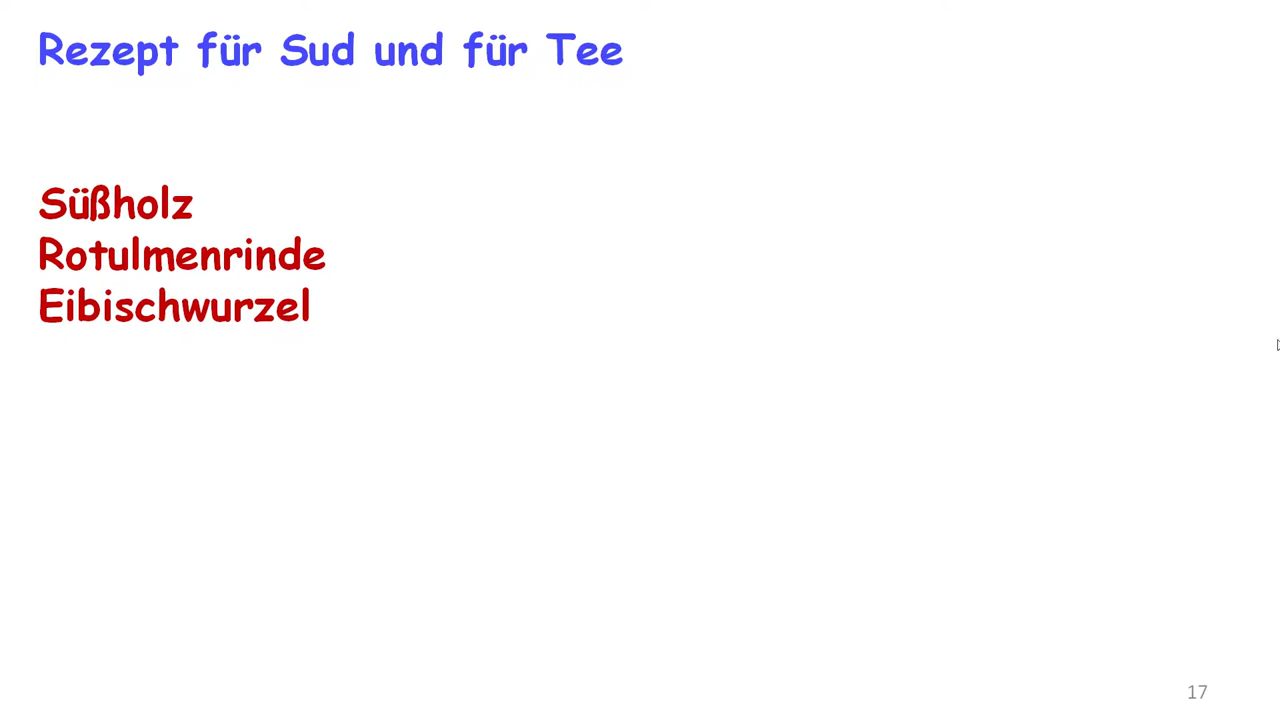 Rezept für Sud und für Tee
Süßholz
Rotulmenrinde
Eibischwurzel
17